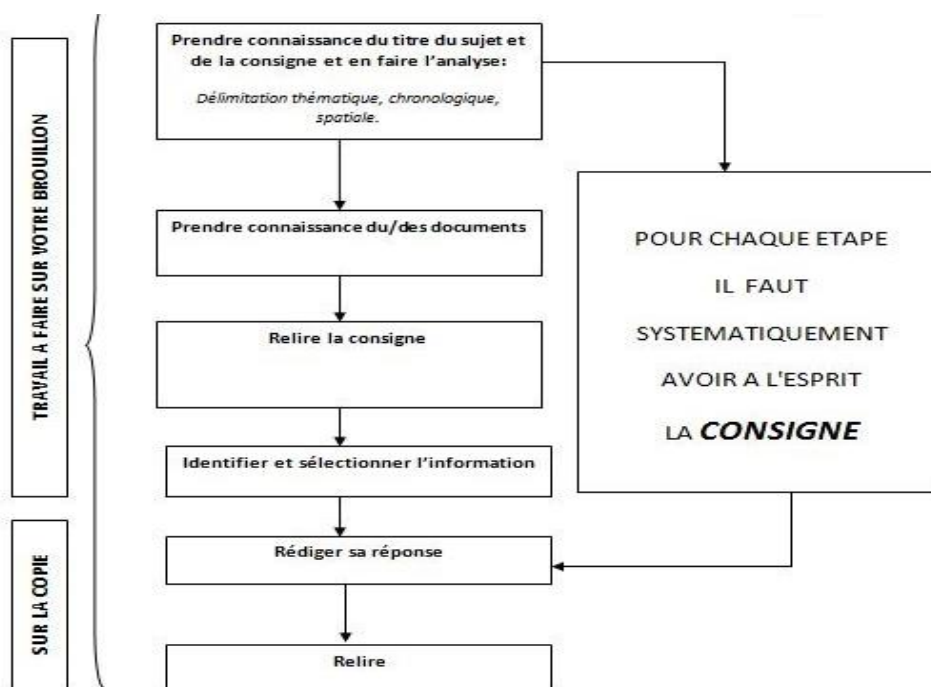 TRAVAIL A FAIRE SUR VOTRE BROUILLON
Prendre connaissance du titre du sujet et
de la consigne et en faire l'analyse:
Délimitation thématique, chronologique,
spatiale.
Prendre connaissance du/des documents
Relire la consigne
Identifier et sélectionner l'information
POUR CHAQUE ETAPE
IL FAUT
SYSTEMATIQUEMENT
AVOIR A L'ESPRIT
LA CONSIGNE
SUR LA COPIE
Rédiger sa réponse
Relire